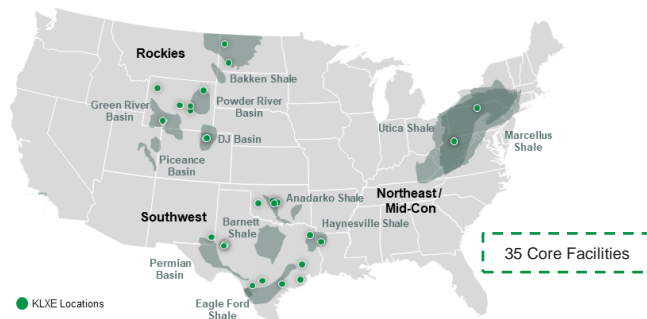 Rockies
Bakken Shale
Green River
Basin
Powder River
Basin
DJ Basin
Piceance
Basin
Utica Shale
Marcellus
Shale
Northeast /
Mid-Con
Southwest
Anadarko Shale
Barnett
Shale
Haynesville Shale
Permian
Basin
Eagle Ford
Shale
35 Core Facilities
KLXE Locations